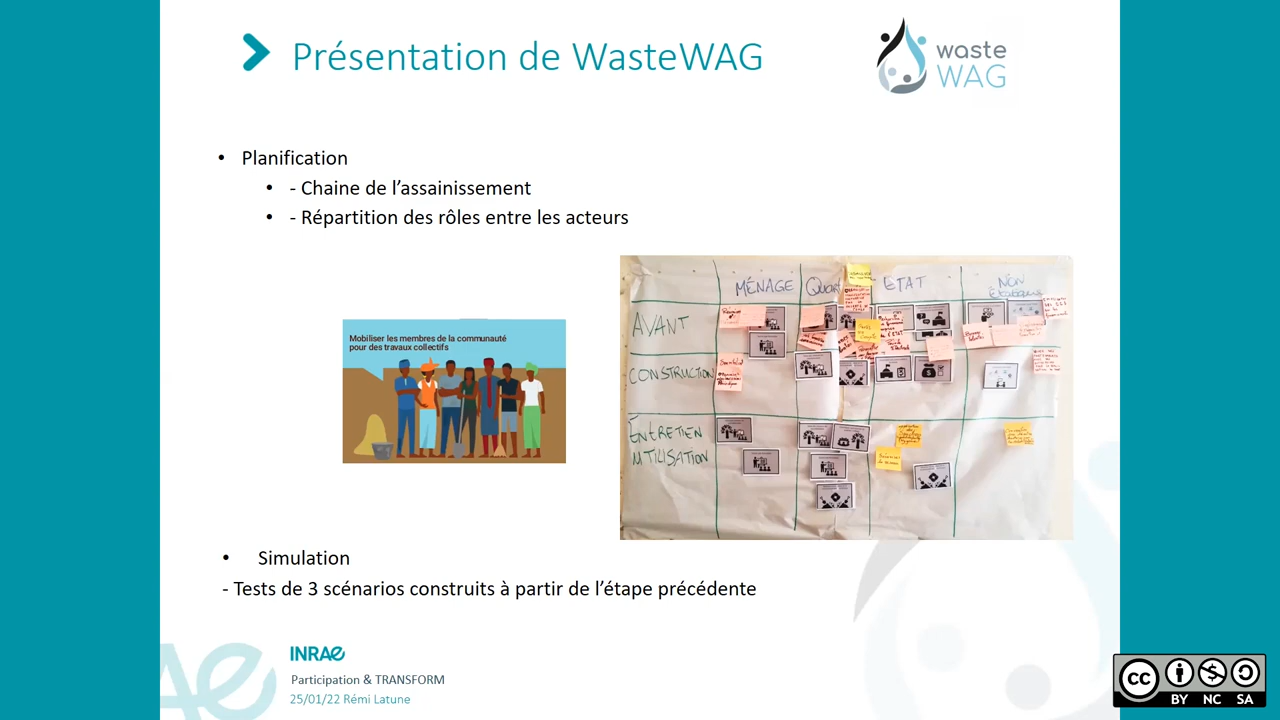 Présentation de WasteWAG
waste
WAG
• Planification
• - Chaine de l’assainissement
• - Répartition des rôles entre les acteurs
Mobiliser les membres de la communauté
pour des travaux collectifs
MÉNAGE
ETAT
NON
AVANT
CONSTRUCTION
ENTRETIEN
UTILISATION
• Simulation
- Tests de 3 scénarios construits à partir de l’étape précédente
INRAE
Participation & TRANSFORM
25/01/22 Rémi Latune
cc
BY NC SA